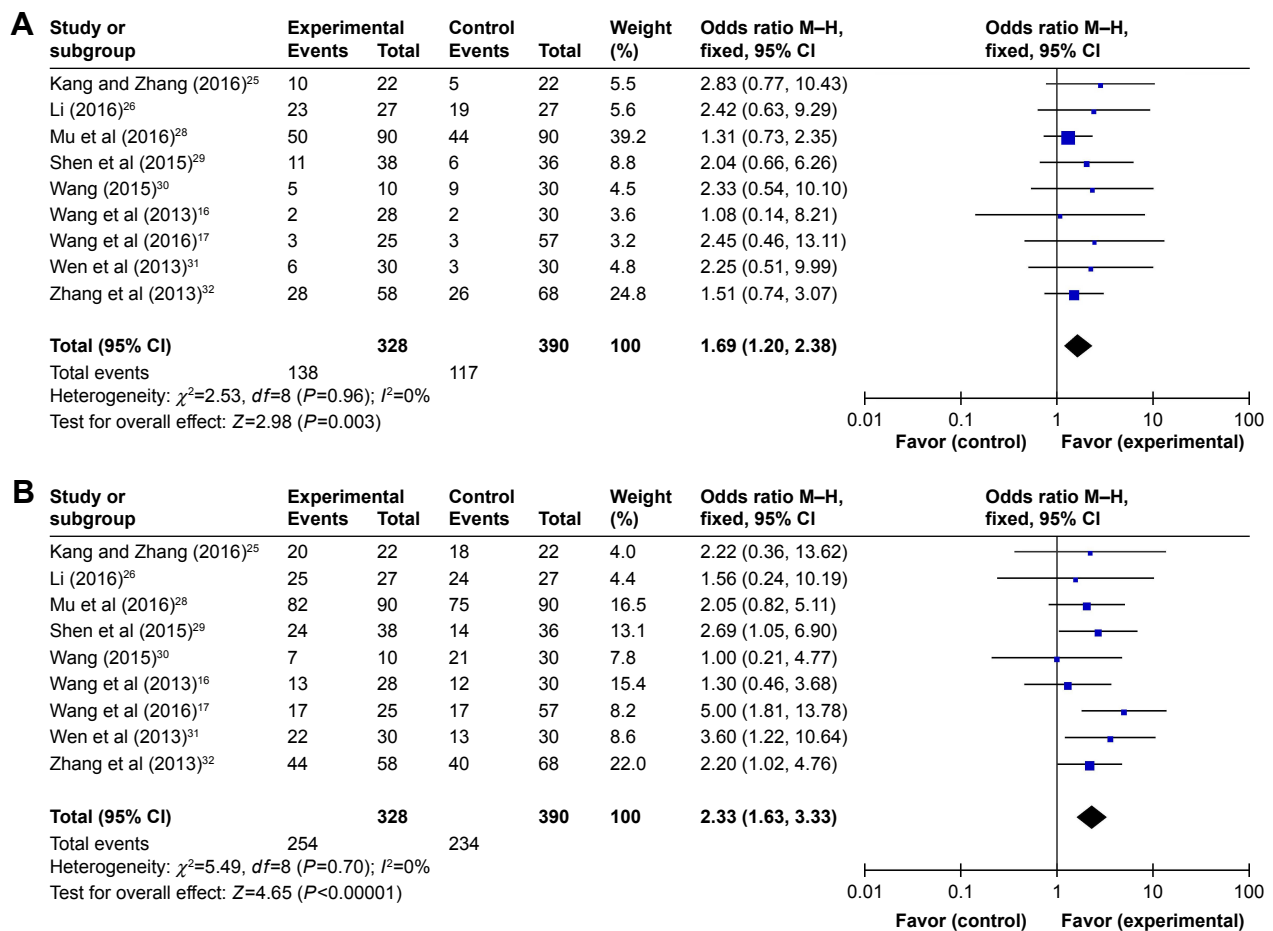 A
Study or subgroup Experimental Events Total Control Events Total Weight (%) Odds ratio M–H, fixed, 95% CI Odds ratio M–H, fixed, 95% CI
Kang and Zhang (2016)25 10 22 5 22 5.5 2.83 (0.77, 10.43)
Li (2016)26 23 27 19 27 5.6 2.42 (0.63, 9.29)
Mu et al (2016)28 50 90 44 90 39.2 1.31 (0.73, 2.35)
Shen et al (2015)29 11 38 6 36 8.8 2.04 (0.66, 6.26)
Wang (2015)30 5 10 9 30 4.5 2.33 (0.54, 10.10)
Wang et al (2013)16 2 28 2 30 3.6 1.08 (0.14, 8.21)
Wang et al (2016)17 3 25 3 57 3.2 2.45 (0.46, 13.11)
Wen et al (2013)31 6 30 3 30 4.8 2.25 (0.51, 9.99)
Zhang et al (2013)32 28 58 26 68 24.8 1.51 (0.74, 3.07)
Total (95% CI) 328 390 100 1.69 (1.20, 2.38)
Total events 138 117
Heterogeneity: χ2=2.53, df=8 (P=0.96); I2=0%
Test for overall effect: Z=2.98 (P=0.003)
0.01 0.1 1 10 100
Favor (control) Favor (experimental)
B
Study or subgroup Experimental Events Total Control Events Total Weight (%) Odds ratio M–H, fixed, 95% CI Odds ratio M–H, fixed, 95% CI
Kang and Zhang (2016)25 20 22 18 22 4.0 2.22 (0.36, 13.62)
Li (2016)26 25 27 24 27 4.4 1.56 (0.24, 10.19)
Mu et al (2016)28 82 90 75 90 16.5 2.05 (0.82, 5.11)
Shen et al (2015)29 24 38 14 36 13.1 2.69 (1.05, 6.90)
Wang (2015)30 7 10 21 30 7.8 1.00 (0.21, 4.77)
Wang et al (2013)16 13 28 12 30 15.4 1.30 (0.46, 3.68)
Wang et al (2016)17 17 25 17 57 8.2 5.00 (1.81, 13.78)
Wen et al (2013)31 22 30 13 30 8.6 3.60 (1.22, 10.64)
Zhang et al (2013)32 44 58 40 68 22.0 2.20 (1.02, 4.76)
Total (95% CI) 328 390 100 2.33 (1.63, 3.33)
Total events 254 234
Heterogeneity: χ2=5.49, df=8 (P=0.70); I2=0%
Test for overall effect: Z=4.65 (P<0.00001)
0.01 0.1 1 10 100
Favor (control) Favor (experimental)